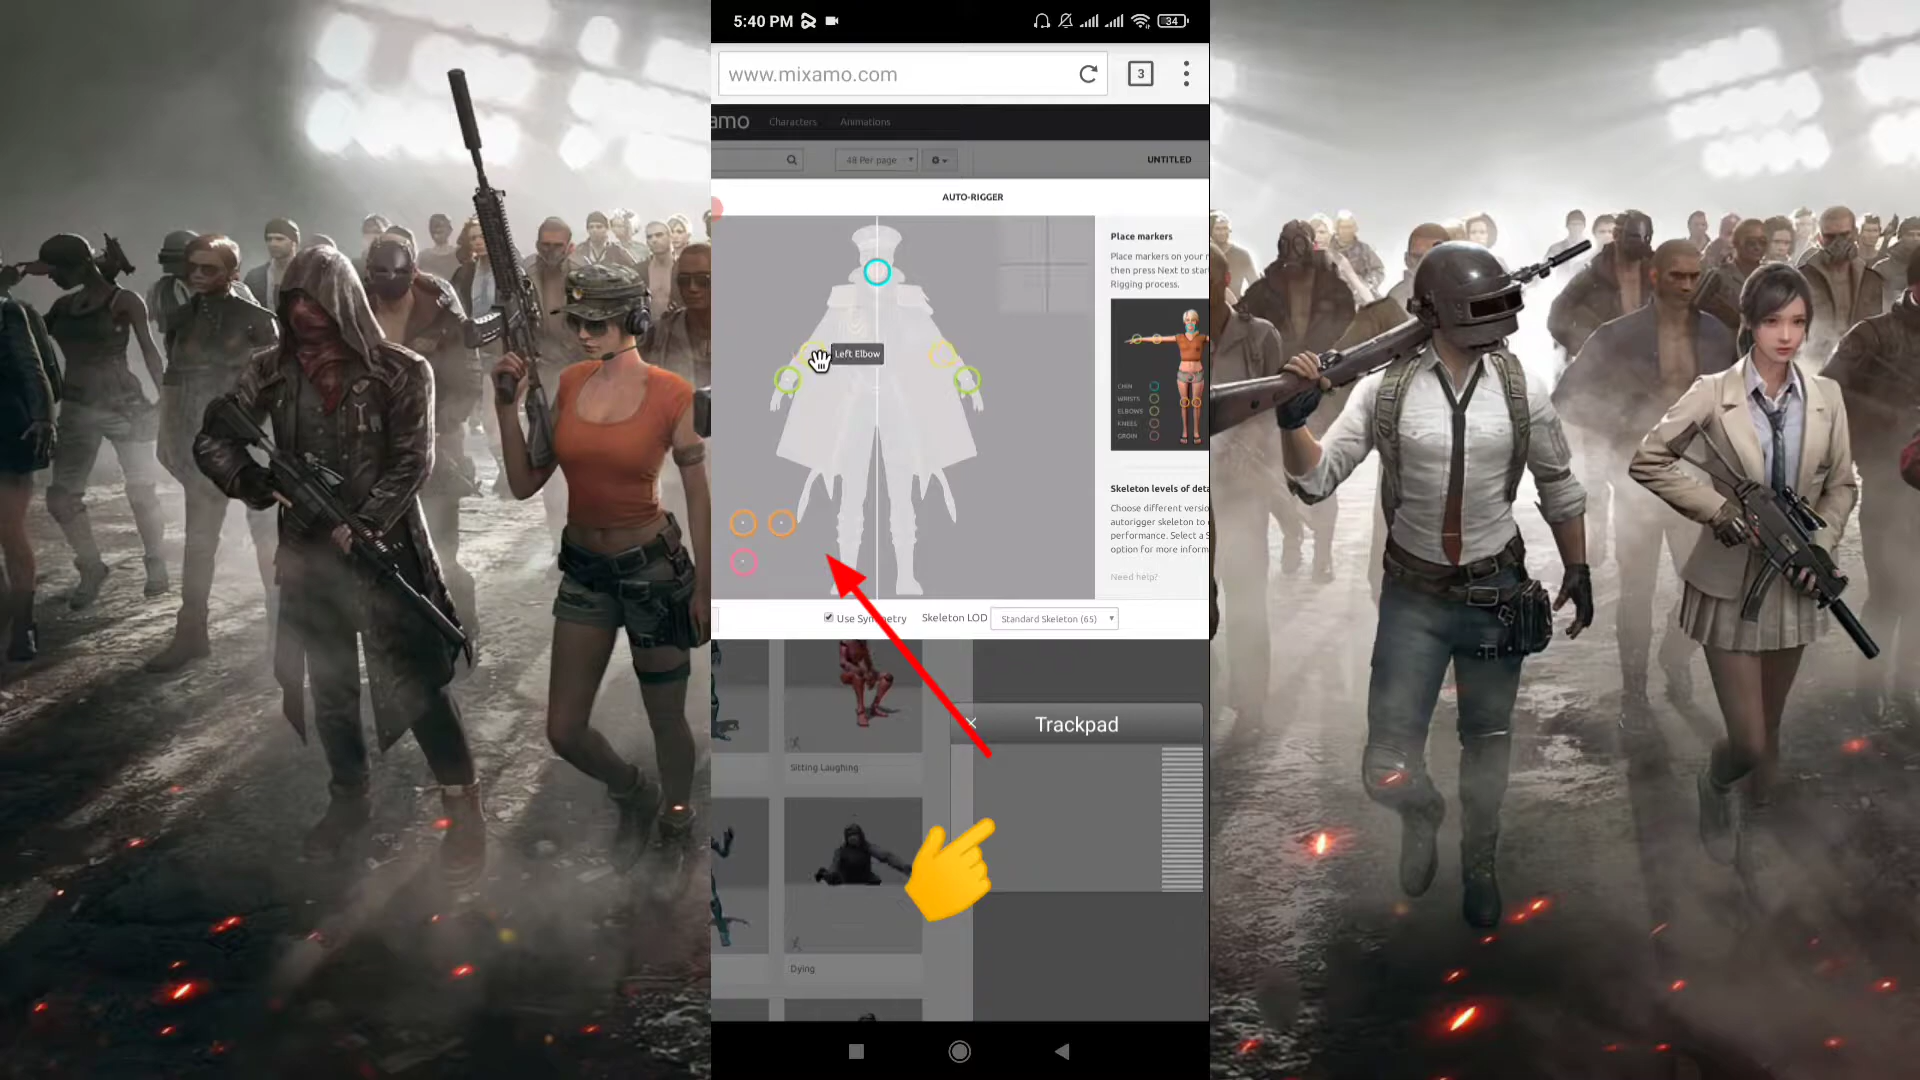 5:40 PM
34
www.mixamo.com
3
amo
Characters
Animations
48 Per page
UNTITLED
AUTO-RIGGER
Place markers
Place markers on your
then press Next to star
Rigging process.
Left Elbow
CHIN
WRISTS
ELBOWS
KNEES
GROIN
Skeleton levels of deta
Choose different versio
autorigger skeleton to
performance. Select a S
option for more inform
Need help?
Use Symmetry
Skeleton LOD
Standard Skeleton (65)
Trackpad
Sitting Laughing
Dying